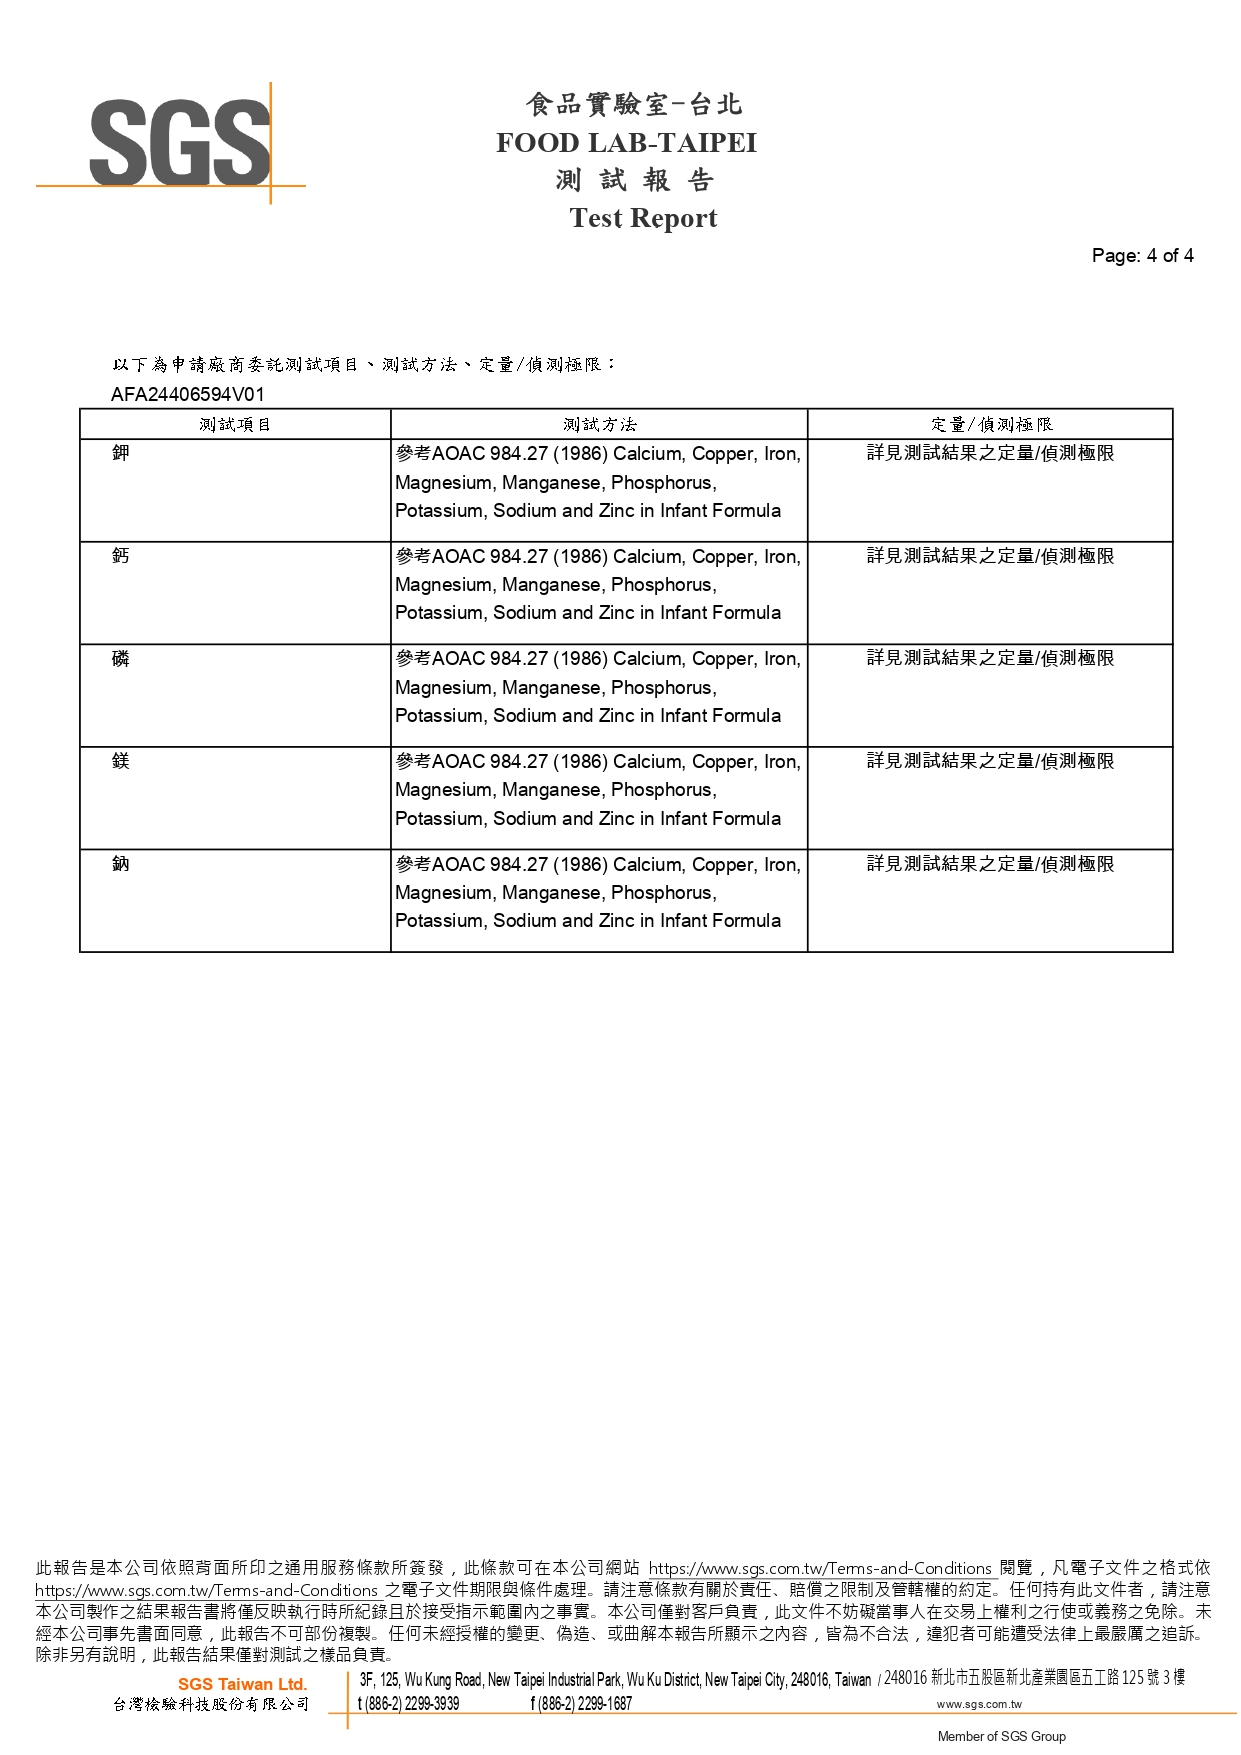 SGS
食品實驗室-台北
FOOD LAB-TAIPEI
測 試 報 告
Test Report
Page: 4 of 4
以下為申請廠商委託測試項目、測試方法、定量/偵測極限：
AFA24406594V01
測試項目 測試方法 定量/偵測極限
鉀 參考AOAC 984.27 (1986) Calcium, Copper, Iron, 詳見測試結果之定量/偵測極限
Magnesium, Manganese, Phosphorus,
Potassium, Sodium and Zinc in Infant Formula
鈣 參考AOAC 984.27 (1986) Calcium, Copper, Iron, 詳見測試結果之定量/偵測極限
Magnesium, Manganese, Phosphorus,
Potassium, Sodium and Zinc in Infant Formula
磷 參考AOAC 984.27 (1986) Calcium, Copper, Iron, 詳見測試結果之定量/偵測極限
Magnesium, Manganese, Phosphorus,
Potassium, Sodium and Zinc in Infant Formula
鎂 參考AOAC 984.27 (1986) Calcium, Copper, Iron, 詳見測試結果之定量/偵測極限
Magnesium, Manganese, Phosphorus,
Potassium, Sodium and Zinc in Infant Formula
鈉 參考AOAC 984.27 (1986) Calcium, Copper, Iron, 詳見測試結果之定量/偵測極限
Magnesium, Manganese, Phosphorus,
Potassium, Sodium and Zinc in Infant Formula
此報告是本公司依照背面所印之通用服務條款所簽發，此條款可在本公司網站 https://www.sgs.com.tw/Terms-and-Conditions 閱覽，凡電子文件之格式依
https://www.sgs.com.tw/Terms-and-Conditions 之電子文件期限與條件處理。請注意條款有關於責任、賠償之限制及管轄權的約定。任何持有此文件者，請注意
本公司製作之結果報告書將僅反映執行時所紀錄且於接受指示範圍內之事實。本公司僅對客戶負責，此文件不妨礙當事人在交易上權利之行使或義務之免除。未
經本公司事先書面同意，此報告不可部份複製。任何未經授權的變更、偽造、或曲解本報告所顯示之內容，皆為不合法，違犯者可能遭受法律上最嚴厲之追訴。
除非另有說明，此報告結果僅對測試之樣品負責。
SGS Taiwan Ltd. 3F, 125, Wu Kung Road, New Taipei Industrial Park, Wu Ku District, New Taipei City, 248016, Taiwan / 248016 新北市五股區新北產業園區五工路 125 號 3 樓
台灣檢驗科技股份有限公司 t (886-2) 2299-3939 f (886-2) 2299-1687 www.sgs.com.tw
Member of SGS Group